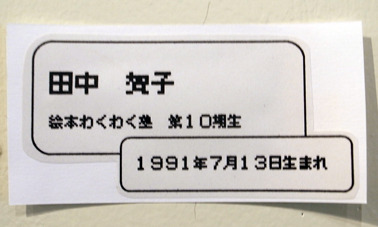 田中　賀子
絵本わくわく塾　第１０期生
１９９１年７月１３日生まれ